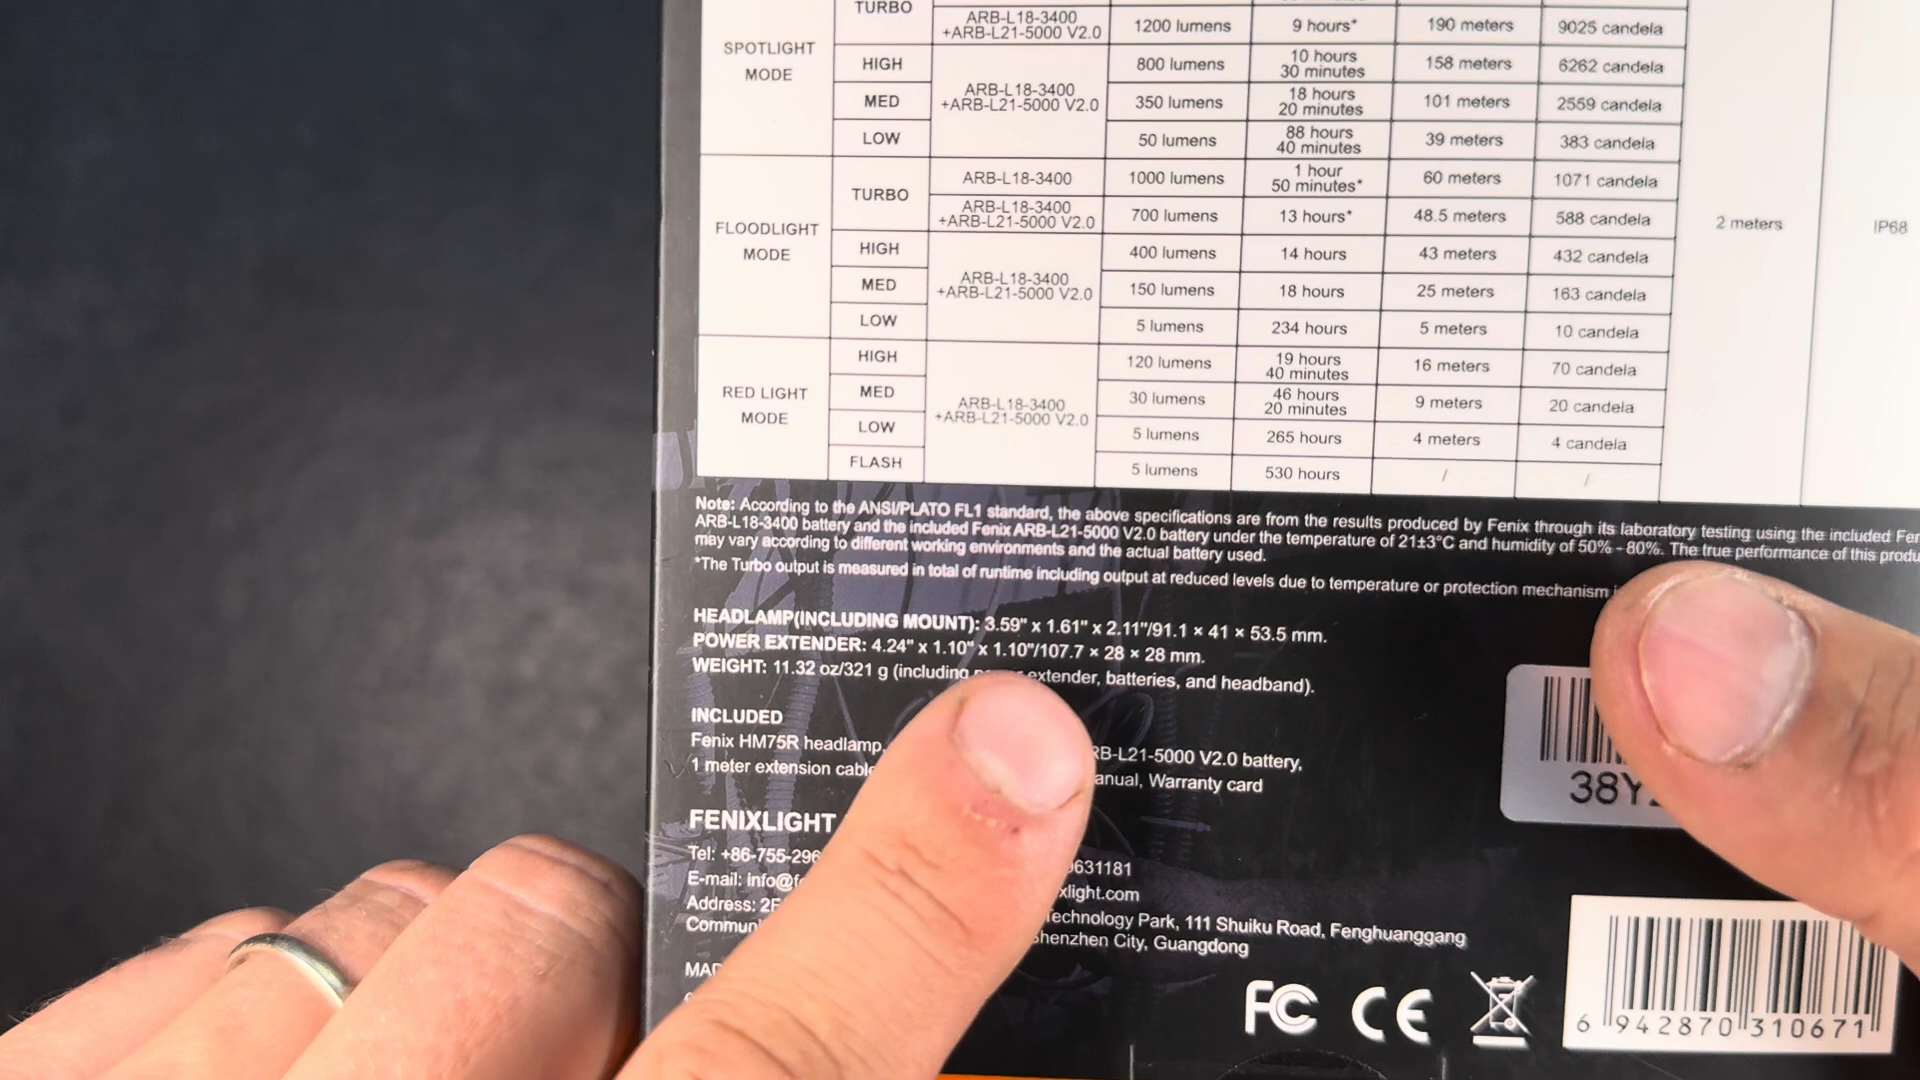 TURBO
ARB-L18-3400
+ARB-L21-5000 V2.0
1200 lumens
9 hours*
190 meters
9025 candela
SPOTLIGHT
MODE
HIGH
ARB-L18-3400
+ARB-L21-5000 V2.0
800 lumens
10 hours
30 minutes
158 meters
6262 candela
MED
350 lumens
18 hours
20 minutes
101 meters
2559 candela
LOW
50 lumens
88 hours
40 minutes
39 meters
383 candela
FLOODLIGHT
MODE
TURBO
ARB-L18-3400
1000 lumens
1 hour
50 minutes*
60 meters
1071 candela
ARB-L18-3400
+ARB-L21-5000 V2.0
700 lumens
13 hours*
48.5 meters
588 candela
2 meters
IP68
HIGH
ARB-L18-3400
+ARB-L21-5000 V2.0
400 lumens
14 hours
43 meters
432 candela
MED
150 lumens
18 hours
25 meters
163 candela
LOW
5 lumens
234 hours
5 meters
10 candela
RED LIGHT
MODE
HIGH
ARB-L18-3400
+ARB-L21-5000 V2.0
120 lumens
19 hours
40 minutes
16 meters
70 candela
MED
30 lumens
46 hours
20 minutes
9 meters
20 candela
LOW
5 lumens
265 hours
4 meters
4 candela
FLASH
5 lumens
530 hours
/
/
Note: According to the ANSI/PLATO FL1 standard, the above specifications are from the results produced by Fenix through its laboratory testing using the included Fe
ARB-L18-3400 battery and the included Fenix ARB-L21-5000 V2.0 battery under the temperature of 21±3°C and humidity of 50% - 80%. The true performance of this produ
may vary according to different working environments and the actual battery used.
*The Turbo output is measured in total of runtime including output at reduced levels due to temperature or protection mechanism
HEADLAMP(INCLUDING MOUNT): 3.59" x 1.61" x 2.11"/91.1 × 41 × 53.5 mm.
POWER EXTENDER: 4.24" x 1.10" x 1.10"/107.7 × 28 × 28 mm.
WEIGHT: 11.32 oz/321 g (including extender, batteries, and headband).
INCLUDED
Fenix HM75R headlamp, RB-L21-5000 V2.0 battery,
1 meter extension cable anual, Warranty card
FENIXLIGHT
Tel: +86-755-296 0631181
E-mail: info@fe xlight.com
Address: 2F Technology Park, 111 Shuiku Road, Fenghuanggang
Commun Shenzhen City, Guangdong
MAD
38Y
FC CE
6 942870 310671